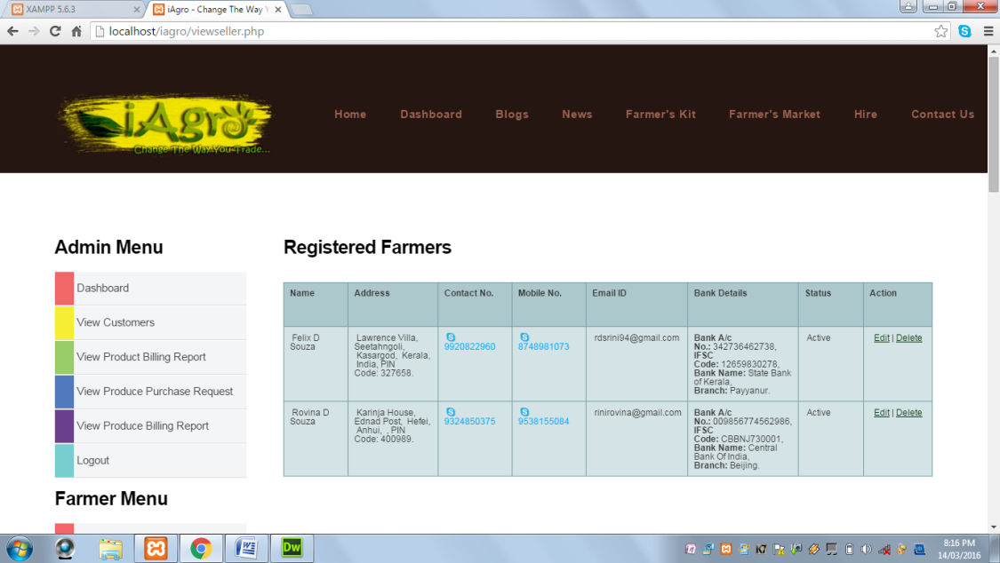 XAMPP 5.6.3
iAgro - Change The Way Y
localhost/iagro/viewseller.php
iAgro
Change The Way You Trade...
Home Dashboard Blogs News Farmer's Kit Farmer's Market Hire Contact Us
Admin Menu
Dashboard
View Customers
View Product Billing Report
View Produce Purchase Request
View Produce Billing Report
Logout
Farmer Menu
Registered Farmers
Name Address Contact No. Mobile No. Email ID Bank Details Status Action
Felix D
Souza
Lawrence Villa,
Seetahngoli,
Kasargod, Kerala,
India, PIN
Code: 327658.
9920822960
8748981073
rdsrini94@gmail.com
Bank A/c
No.: 342736462738,
IFSC
Code: 12659830278,
Bank Name: State Bank
of Kerala,
Branch: Payyanur.
Active
Edit | Delete
Rovina D
Souza
Karinja House,
Ednad Post, Hefei,
Anhui, , PIN
Code: 400989.
9324850375
9538155084
rinirovina@gmail.com
Bank A/c
No.: 009856774562986,
IFSC
Code: CBBNJ730001,
Bank Name: Central
Bank Of India,
Branch: Beijing.
Active
Edit | Delete
Dw
8:16 PM
14/03/2016